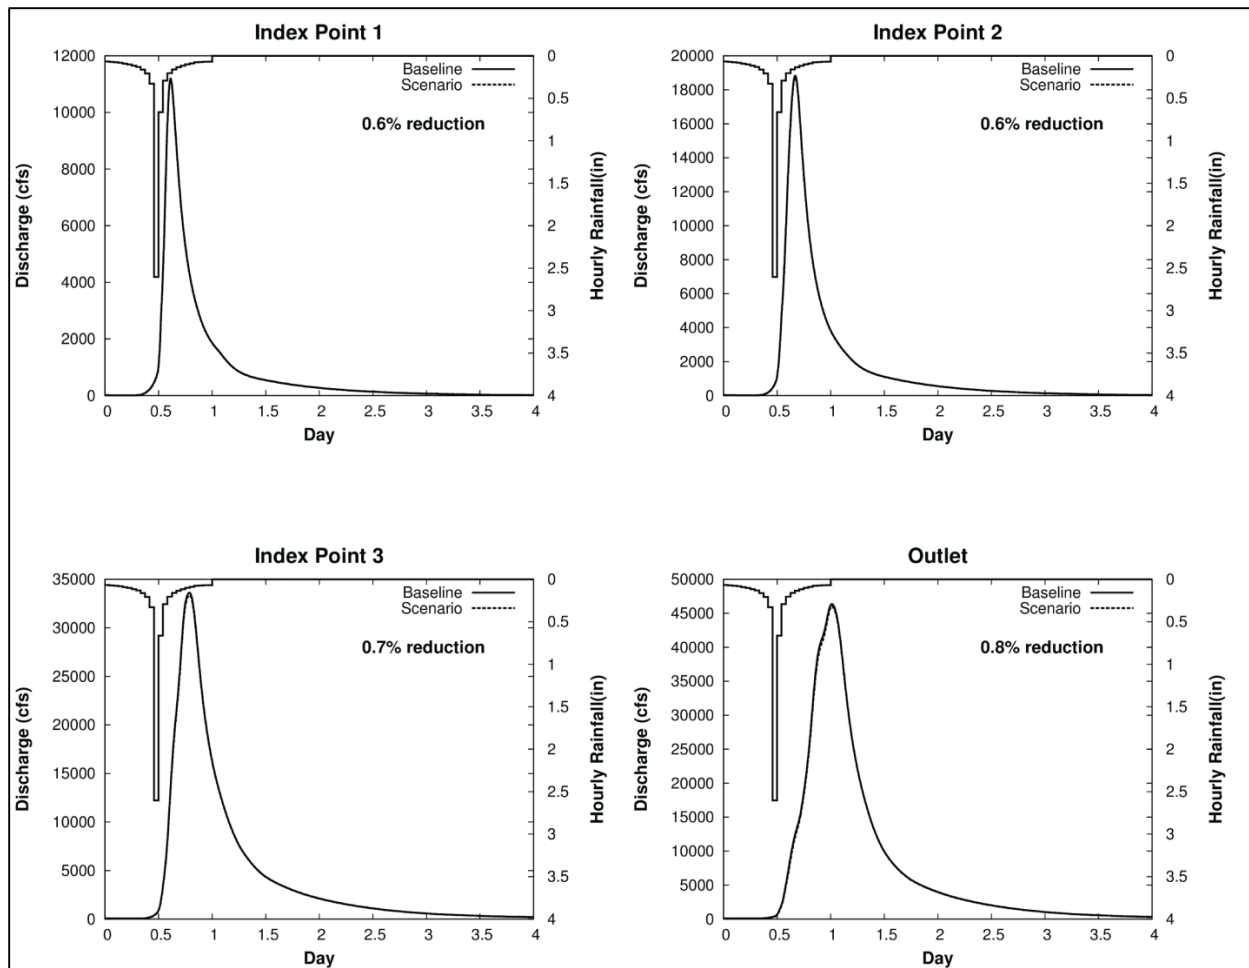 Index Point 1
12000
10000
8000
6000
4000
2000
0
Discharge (cfs)
0
0.5
1
1.5
2
2.5
3
3.5
4
Hourly Rainfall(in)
Baseline
Scenario
0.6% reduction
0 0.5 1 1.5 2 2.5 3 3.5 4
Day
Index Point 2
20000
18000
16000
14000
12000
10000
8000
6000
4000
2000
0
Discharge (cfs)
0
0.5
1
1.5
2
2.5
3
3.5
4
Hourly Rainfall(in)
Baseline
Scenario
0.6% reduction
0 0.5 1 1.5 2 2.5 3 3.5 4
Day
Index Point 3
35000
30000
25000
20000
15000
10000
5000
0
Discharge (cfs)
0
0.5
1
1.5
2
2.5
3
3.5
4
Hourly Rainfall(in)
Baseline
Scenario
0.7% reduction
0 0.5 1 1.5 2 2.5 3 3.5 4
Day
Outlet
50000
45000
40000
35000
30000
25000
20000
15000
10000
5000
0
Discharge (cfs)
0
0.5
1
1.5
2
2.5
3
3.5
4
Hourly Rainfall(in)
Baseline
Scenario
0.8% reduction
0 0.5 1 1.5 2 2.5 3 3.5 4
Day